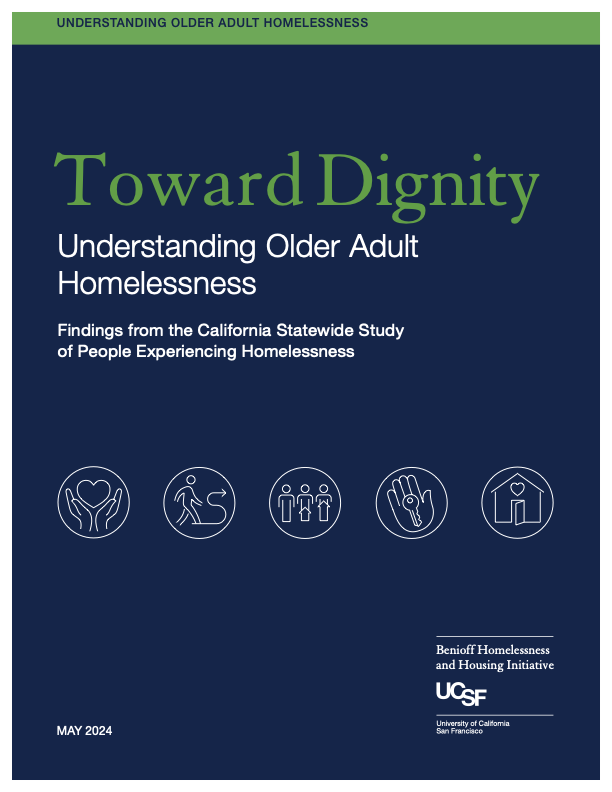 UNDERSTANDING OLDER ADULT HOMELESSNESS
Toward Dignity
Understanding Older Adult
Homelessness
Findings from the California Statewide Study
of People Experiencing Homelessness
Benioff Homelessness
and Housing Initiative
UCSF
University of California
San Francisco
MAY 2024